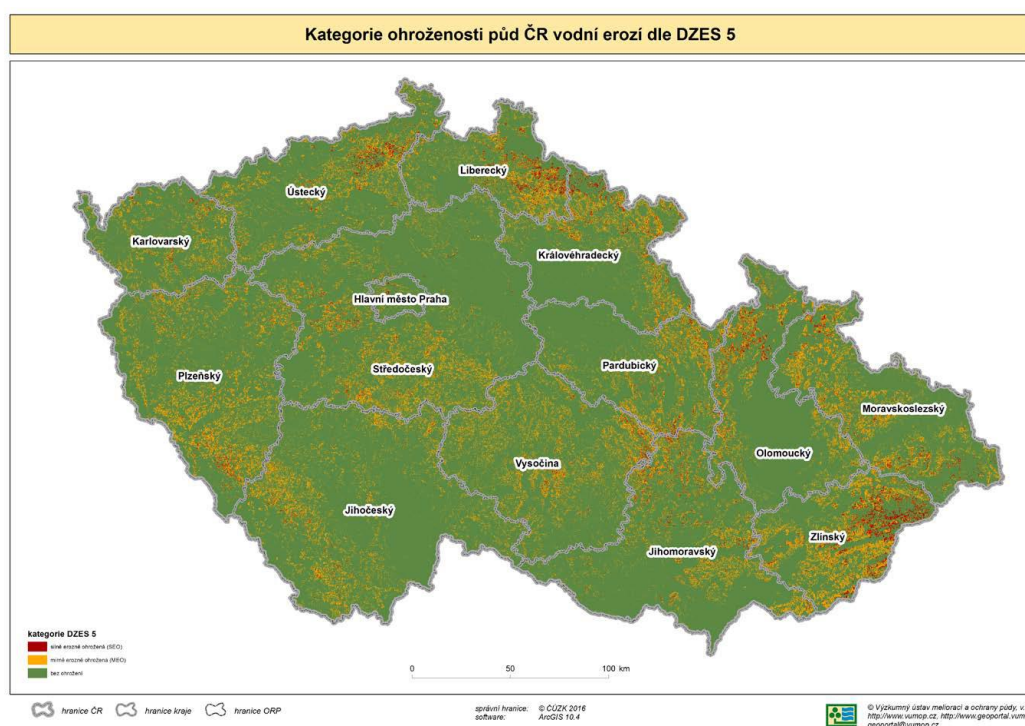 Kategorie ohroženosti půd ČR vodní erozí dle DZES 5
Liberecký
Ústecký
Karlovarský
Královéhradecký
Hlavní město Praha
Středočeský
Pardubický
Plzeňský
Moravskoslezský
Olomoucký
Vysočina
Jihočeský
Zlínský
Jihomoravský
kategorie DZES 5
silně erozně ohrožená (SEO)
mírně erozně ohrožená (MEO)
bez ohrožení
0 50 100 km
hranice ČR hranice kraje hranice ORP
správní hranice: © ČÚZK 2016
software: ArcGIS 10.4
© Výzkumný ústav meliorací a ochrany půdy, v.
http://www.vumop.cz, http://www.geoportal.vum
geoportal@vumop.cz